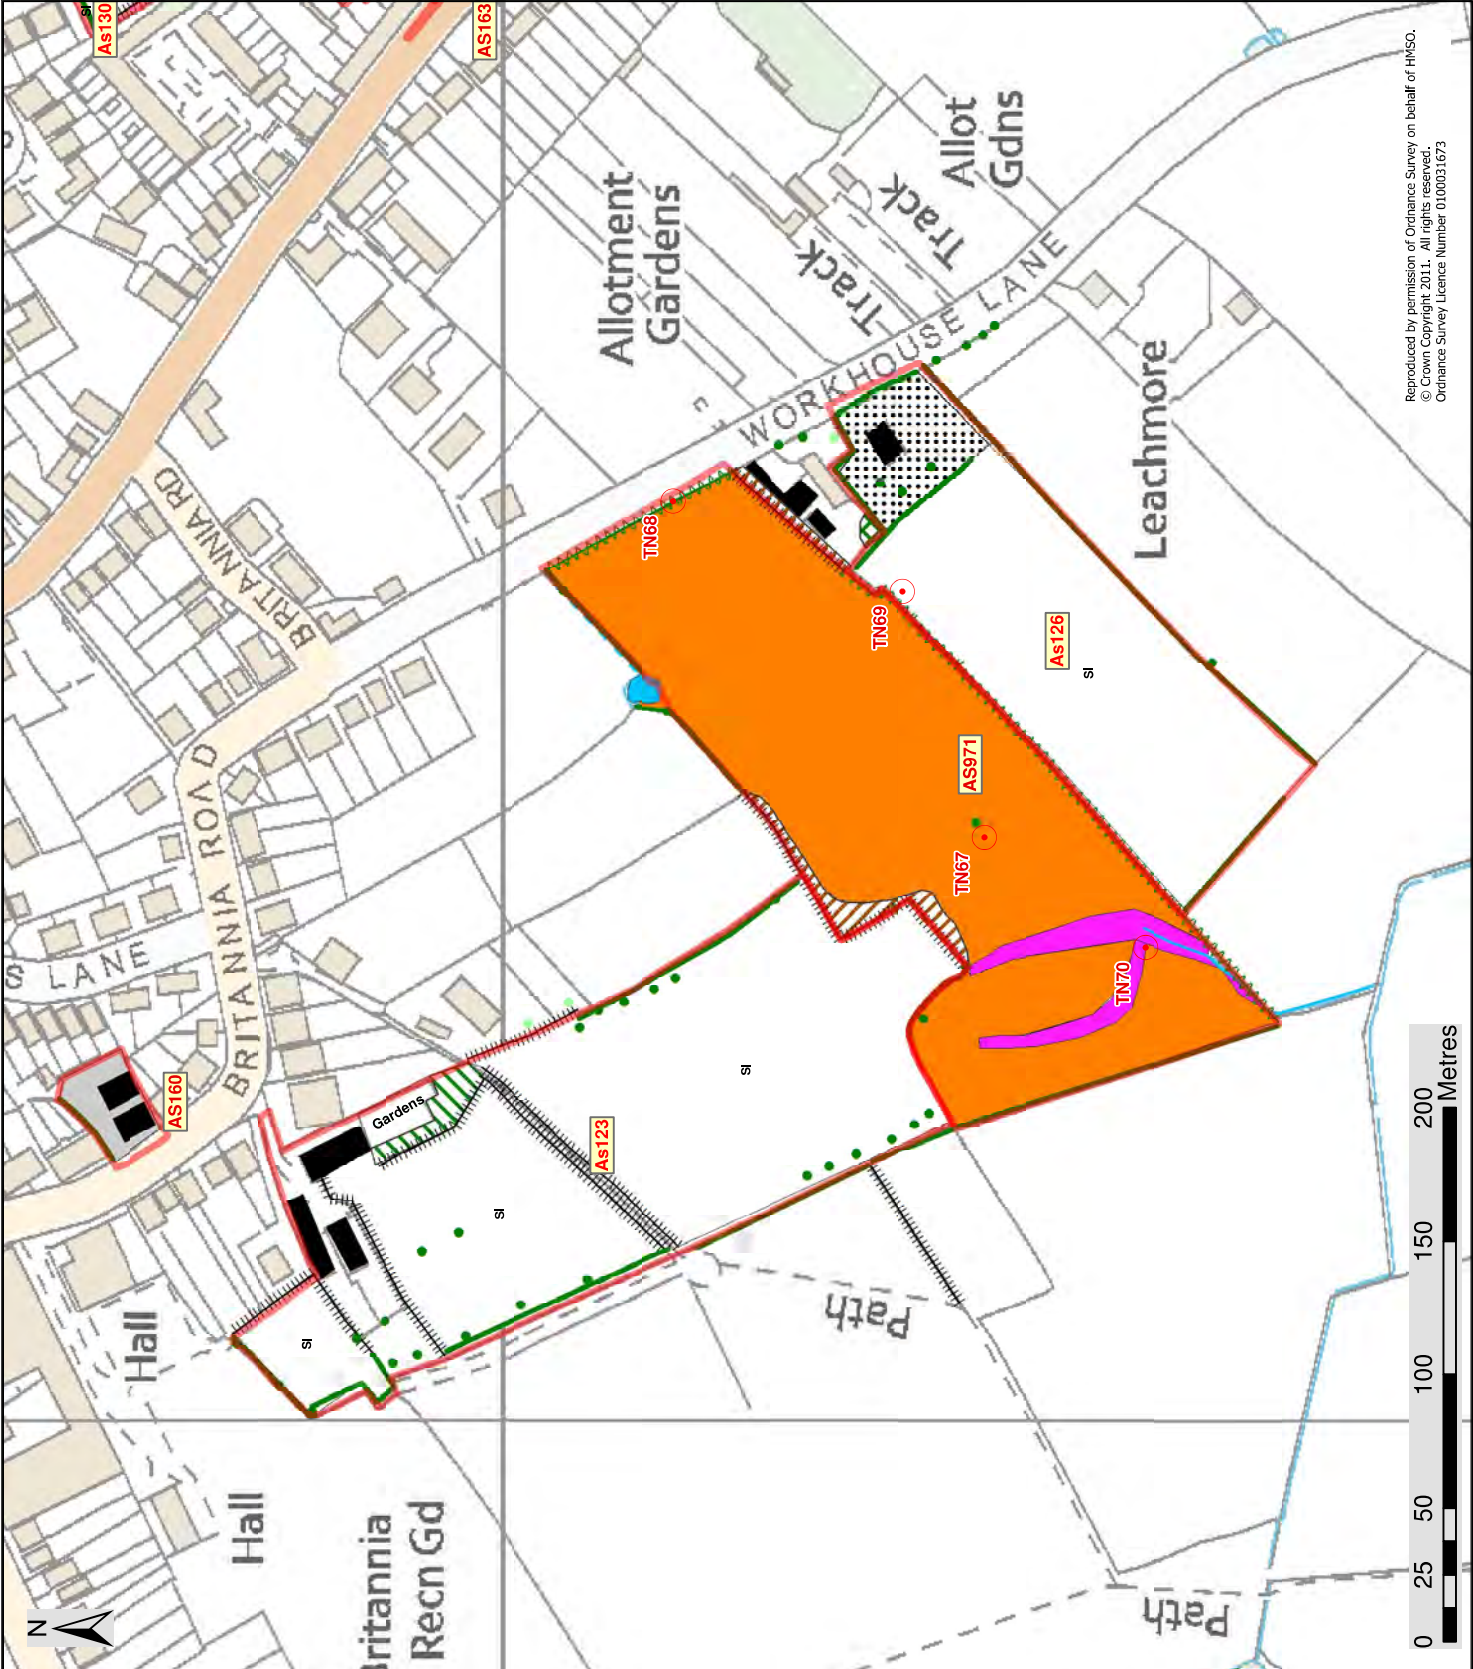 SI
As130
AS163
Reproduced by permission of Ordnance Survey on behalf of HMSO.
© Crown Copyright 2011. All rights reserved.
Ordnance Survey Licence Number 0100031673
Allotment
Gardens
Allot
Gdns
Track
Track
WORKHOUSE LANE
Leachmore
BRITANNIA RD
BRITANNIA ROAD
S LANE
TN68
TN69
As126
SI
AS971
TN67
TN70
AS160
Gardens
As123
SI
SI
SI
Hall
Hall
Britannia
Recn Gd
Path
Path
N
0 25 50 100 150 200
Metres